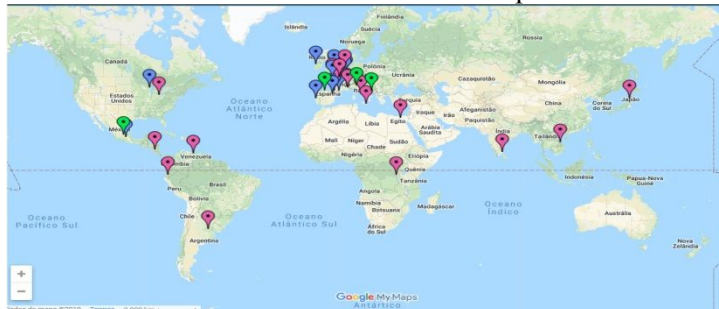 Finlândia
Suécia
Islândia
Noruega
Rússia
Canadá
Polônia
Ucrânia
Cazaquistão
Mongólia
Estados
Unidos
Espanha
Oceano
Atlântico
Norte
China
Coreia
do Sul
Japão
Afeganistão
Paquistão
Iraque
Irã
Argélia
Líbia
Egito
Arábia
Saudita
México
Índia
Tailândia
Mali
Níger
Chade
Sudão
Nigéria
Etiópia
Venezuela
Quênia
Tanzânia
Indonésia
Papua-Nova
Guiné
Brasil
Peru
Bolívia
Angola
Namíbia
Botsuana
Madagascar
Oceano
Índico
Austrália
Oceano
Pacífico Sul
Chile
Oceano
Atlântico Sul
África
do Sul
Argentina
Nova
Zelândia
+
−
Google My Maps
Antártico